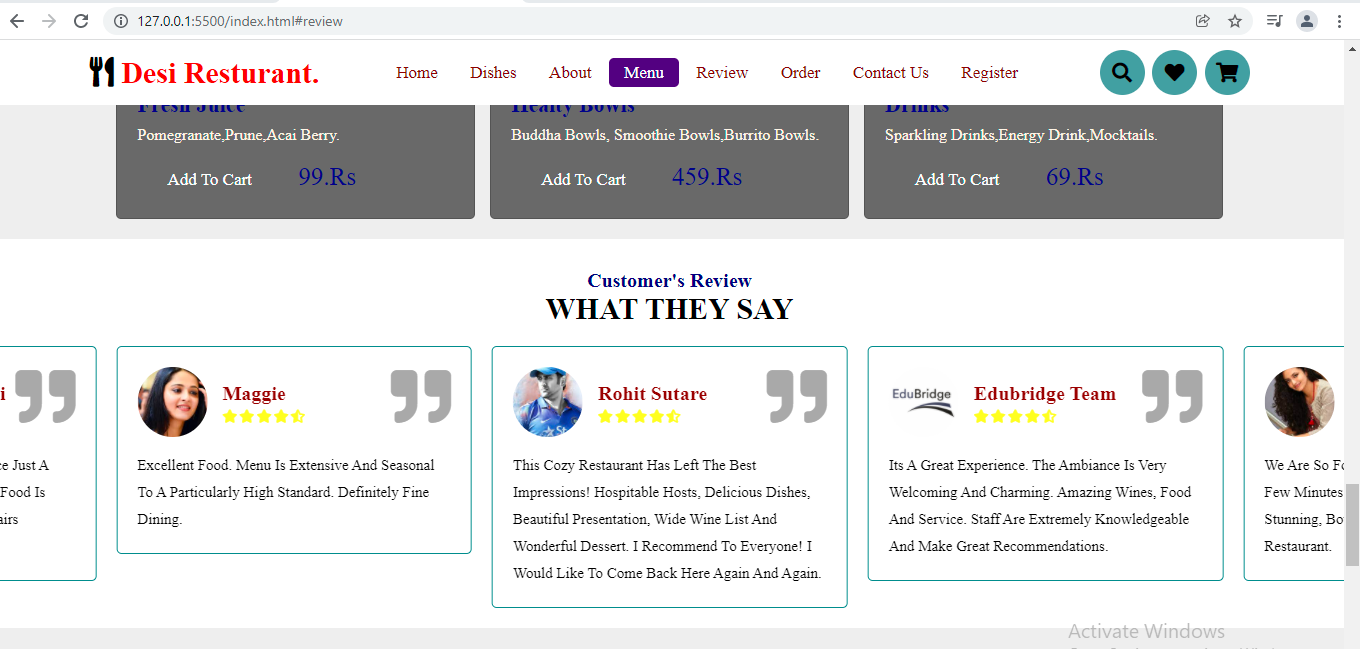 127.0.0.1:5500/index.html#review
Desi Resturant.
Home Dishes About Menu Review Order Contact Us Register
Fresh Juice
Pomegranate,Prune,Acai Berry.
Add To Cart 99.Rs
Healty Bowls
Buddha Bowls, Smoothie Bowls,Burrito Bowls.
Add To Cart 459.Rs
Drinks
Sparkling Drinks,Energy Drink,Mocktails.
Add To Cart 69.Rs
Customer's Review
WHAT THEY SAY
i
ce Just A
Food Is
airs
Maggie
Excellent Food. Menu Is Extensive And Seasonal
To A Particularly High Standard. Definitely Fine
Dining.
Rohit Sutare
This Cozy Restaurant Has Left The Best
Impressions! Hospitable Hosts, Delicious Dishes,
Beautiful Presentation, Wide Wine List And
Wonderful Dessert. I Recommend To Everyone! I
Would Like To Come Back Here Again And Again.
EduBridge
Edubridge Team
Its A Great Experience. The Ambiance Is Very
Welcoming And Charming. Amazing Wines, Food
And Service. Staff Are Extremely Knowledgeable
And Make Great Recommendations.
We Are So Fo
Few Minutes
Stunning, Bo
Restaurant.
Activate Windows